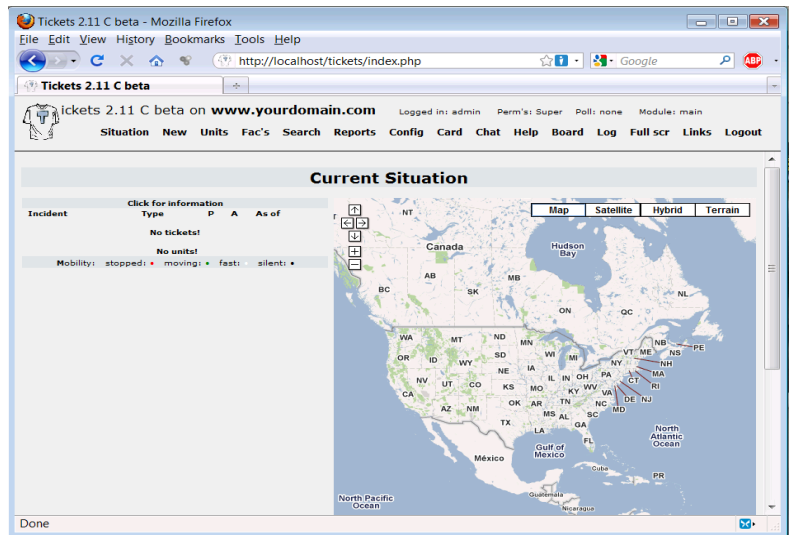 Tickets 2.11 C beta - Mozilla Firefox
File Edit View History Bookmarks Tools Help
http://localhost/tickets/index.php
Google
ABP
Tickets 2.11 C beta
Tickets 2.11 C beta on www.yourdomain.com Logged in: admin Perm's: Super Poll: none Module: main
Situation New Units Fac's Search Reports Config Card Chat Help Board Log Full scr Links Logout
Current Situation
Click for information
Incident Type P A As of
No tickets!
No units!
Mobility: stopped: moving: fast: silent:
Map Satellite Hybrid Terrain
NT
Canada
Hudson
Bay
AB
MB
BC
SK
NL
ON
QC
WA
MT
ND
MN
NB
PE
OR
ID
WY
SD
WI
MI
VT
ME
NS
NY
NH
NE
IA
MA
NV
UT
CO
IL
IN
OH
PA
CT
RI
CA
KS
MO
KY
WV
VA
DE
NJ
MD
AZ
NM
OK
AR
TN
NC
MS
AL
SC
GA
TX
LA
FL
North
Atlantic
Ocean
Gulf of
Mexico
México
Cuba
PR
Guatemala
Nicaragua
North Pacific
Ocean
Done